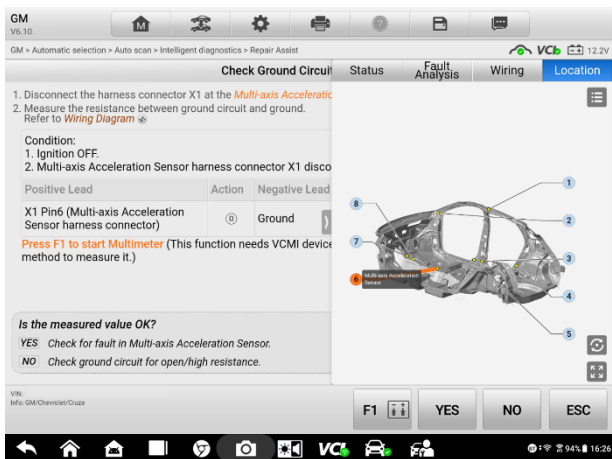 GM
V6.10
GM > Automatic selection > Auto scan > Intelligent diagnostics > Repair Assist
VCI 12.2V
Check Ground Circuit
Status
Fault Analysis
Wiring
Location
1. Disconnect the harness connector X1 at the Multi-axis Acceleratio
2. Measure the resistance between ground circuit and ground.
Refer to Wiring Diagram
Condition:
1. Ignition OFF.
2. Multi-axis Acceleration Sensor harness connector X1 disco
Positive Lead Action Negative Lead
X1 Pin6 (Multi-axis Acceleration
Sensor harness connector)
Ω
Ground
Press F1 to start Multimeter (This function needs VCMI device
method to measure it.)
Is the measured value OK?
YES Check for fault in Multi-axis Acceleration Sensor.
NO Check ground circuit for open/high resistance.
1
2
3
4
5
6
7
8
Multi-axis Acceleration
Sensor
VIN:
Info: GM/Chevrolet/Cruze
F1
YES
NO
ESC
VCI
94% 16:26